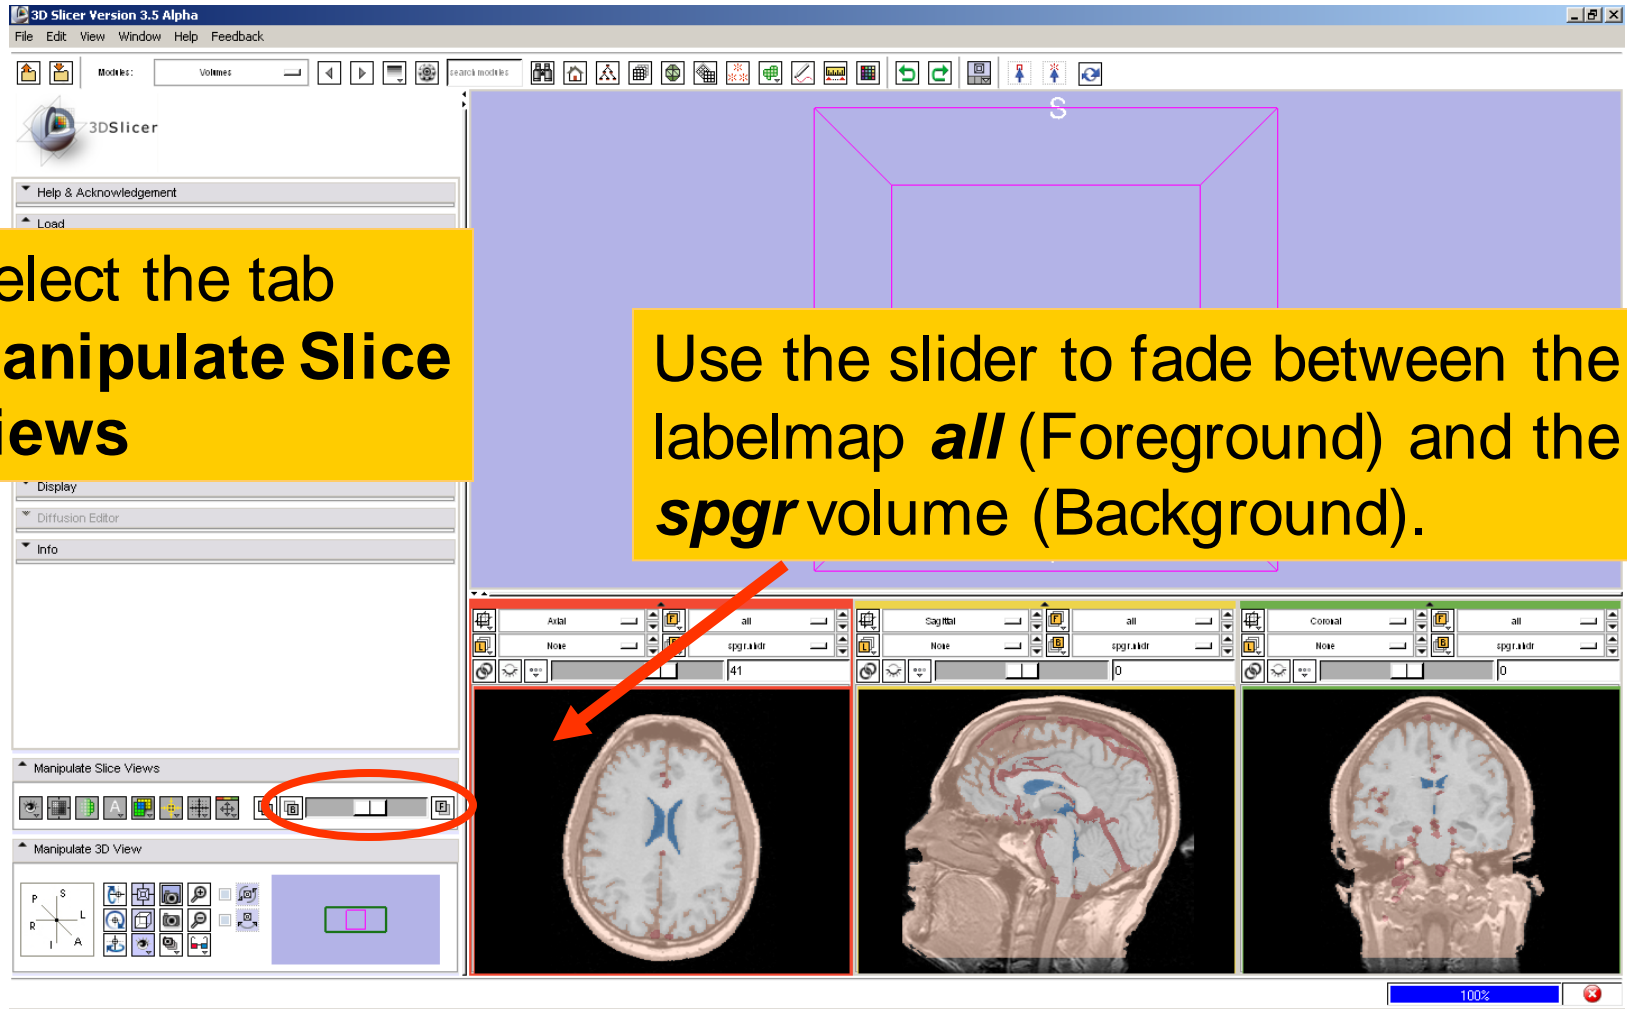 3D Slicer Version 3.5 Alpha
File Edit View Window Help Feedback
Modules: Volumes search modules
3DSlicer
Help & Acknowledgement
Load
elect the tab
anipulate Slice
iews
S
Use the slider to fade between the
labelmap all (Foreground) and the
spgr volume (Background).
Display
Diffusion Editor
Info
Axial F all
L None B spgr.nhdr
41
Sagittal F all
L None B spgr.nhdr
0
Coronal F all
L None B spgr.nhdr
0
Manipulate Slice Views
A B F
Manipulate 3D View
P S
L
R
I A
100%